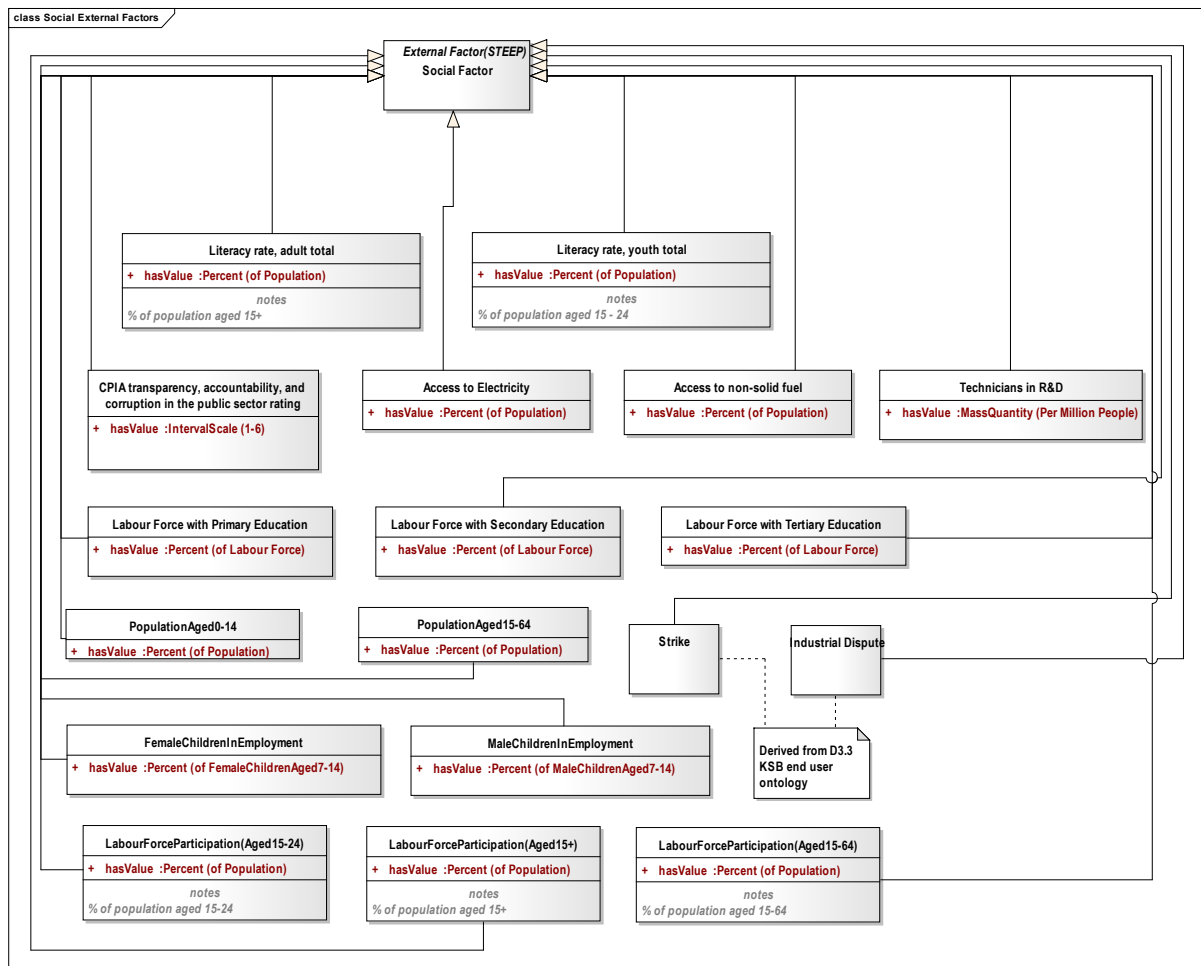 class Social External Factors
External Factor(STEEP)
Social Factor
Literacy rate, adult total
+ hasValue :Percent (of Population)
notes
% of population aged 15+
Literacy rate, youth total
+ hasValue :Percent (of Population)
notes
% of population aged 15 - 24
CPIA transparency, accountability, and
corruption in the public sector rating
+ hasValue :IntervalScale (1-6)
Access to Electricity
+ hasValue :Percent (of Population)
Access to non-solid fuel
+ hasValue :Percent (of Population)
Technicians in R&D
+ hasValue :MassQuantity (Per Million People)
Labour Force with Primary Education
+ hasValue :Percent (of Labour Force)
Labour Force with Secondary Education
+ hasValue :Percent (of Labour Force)
Labour Force with Tertiary Education
+ hasValue :Percent (of Labour Force)
PopulationAged0-14
+ hasValue :Percent (of Population)
PopulationAged15-64
+ hasValue :Percent (of Population)
Strike
Industrial Dispute
FemaleChildrenInEmployment
+ hasValue :Percent (of FemaleChildrenAged7-14)
MaleChildrenInEmployment
+ hasValue :Percent (of MaleChildrenAged7-14)
Derived from D3.3
KSB end user
ontology
LabourForceParticipation(Aged15-24)
+ hasValue :Percent (of Population)
notes
% of population aged 15-24
LabourForceParticipation(Aged15+)
+ hasValue :Percent (of Population)
notes
% of population aged 15+
LabourForceParticipation(Aged15-64)
+ hasValue :Percent (of Population)
notes
% of population aged 15-64